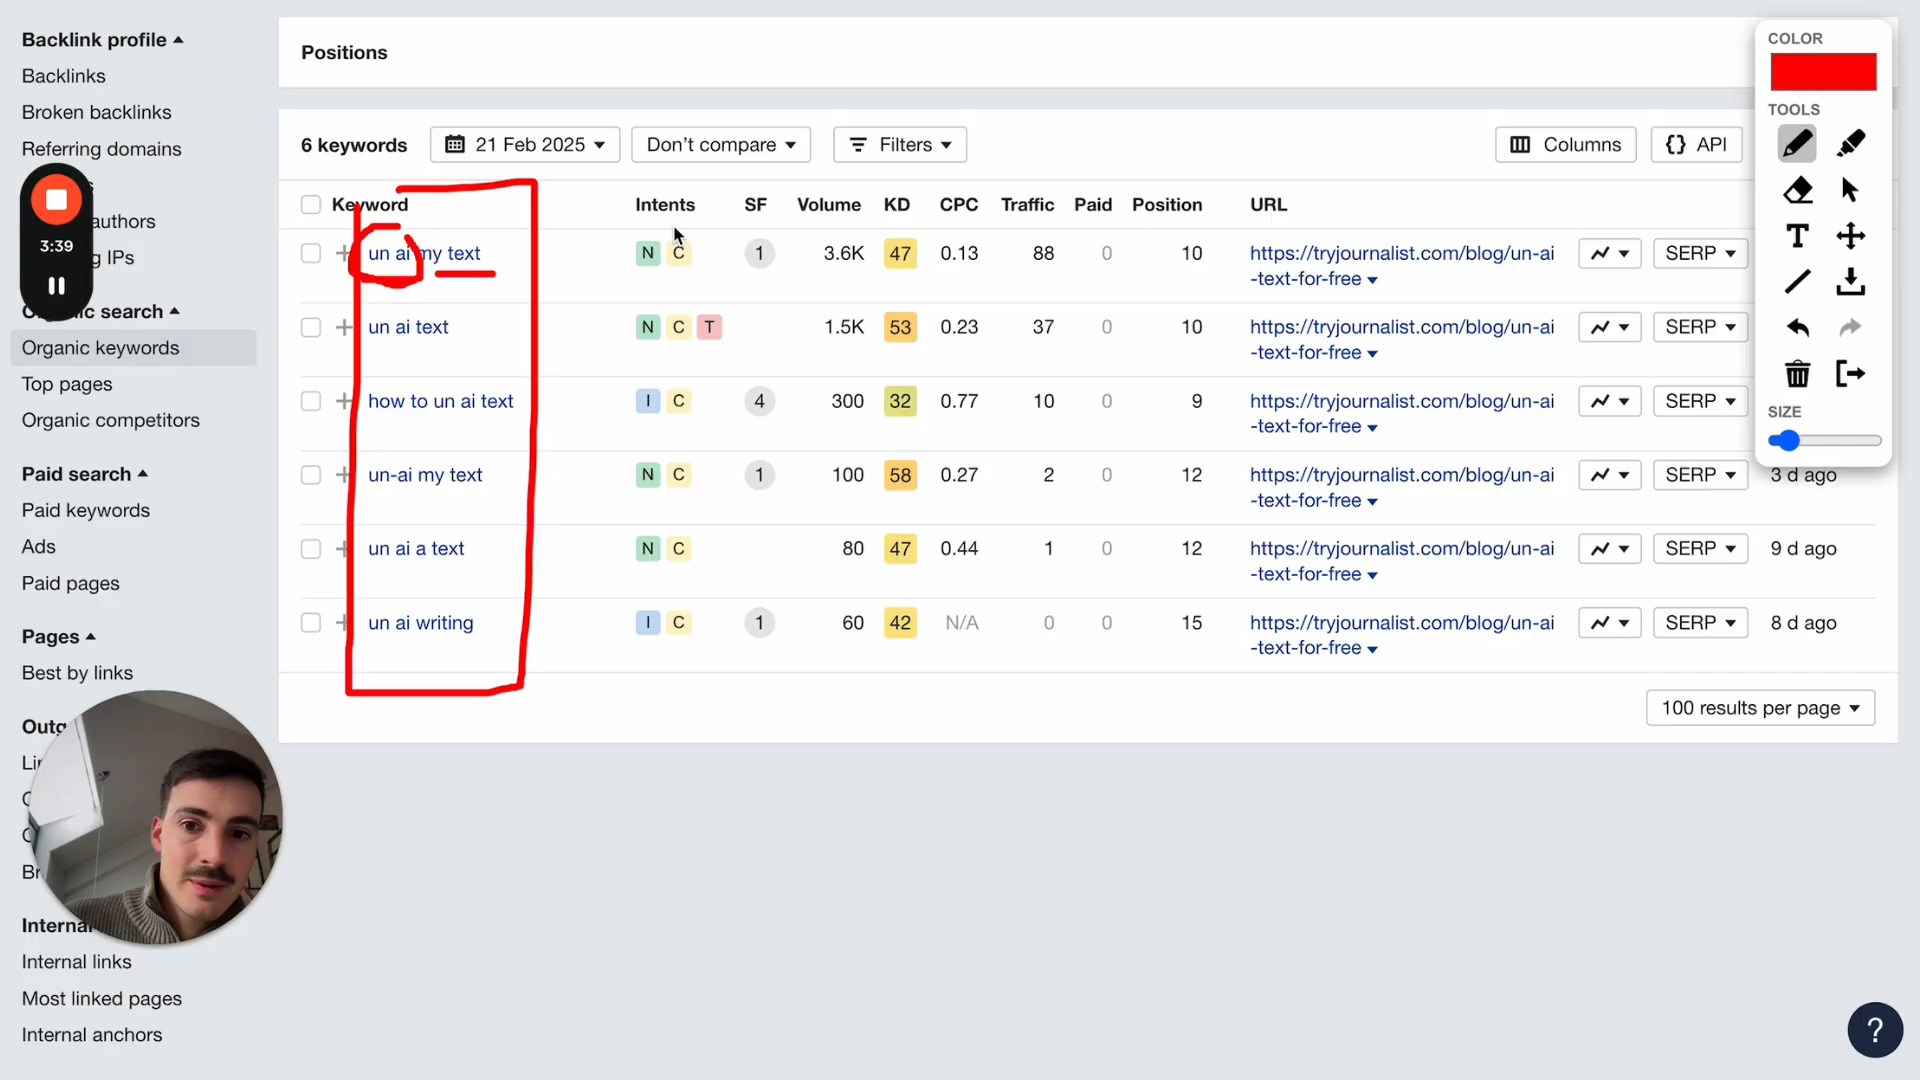 Backlink profile
Backlinks
Broken backlinks
Referring domains
authors
g IPs
3:39
Organic search
Organic keywords
Top pages
Organic competitors
Paid search
Paid keywords
Ads
Paid pages
Pages
Best by links
Internal
Internal links
Most linked pages
Internal anchors
Positions
6 keywords 21 Feb 2025 Don't compare Filters Columns {} API
Keyword Intents SF Volume KD CPC Traffic Paid Position URL
un ai my text N C 1 3.6K 47 0.13 88 0 10 https://tryjournalist.com/blog/un-ai SERP
-text-for-free
un ai text N C T 1.5K 53 0.23 37 0 10 https://tryjournalist.com/blog/un-ai SERP
-text-for-free
how to un ai text I C 4 300 32 0.77 10 0 9 https://tryjournalist.com/blog/un-ai SERP
-text-for-free
un-ai my text N C 1 100 58 0.27 2 0 12 https://tryjournalist.com/blog/un-ai SERP 3 d ago
-text-for-free
un ai a text N C 80 47 0.44 1 0 12 https://tryjournalist.com/blog/un-ai SERP 9 d ago
-text-for-free
un ai writing I C 1 60 42 N/A 0 0 15 https://tryjournalist.com/blog/un-ai SERP 8 d ago
-text-for-free
100 results per page
COLOR
TOOLS
T
SIZE
?